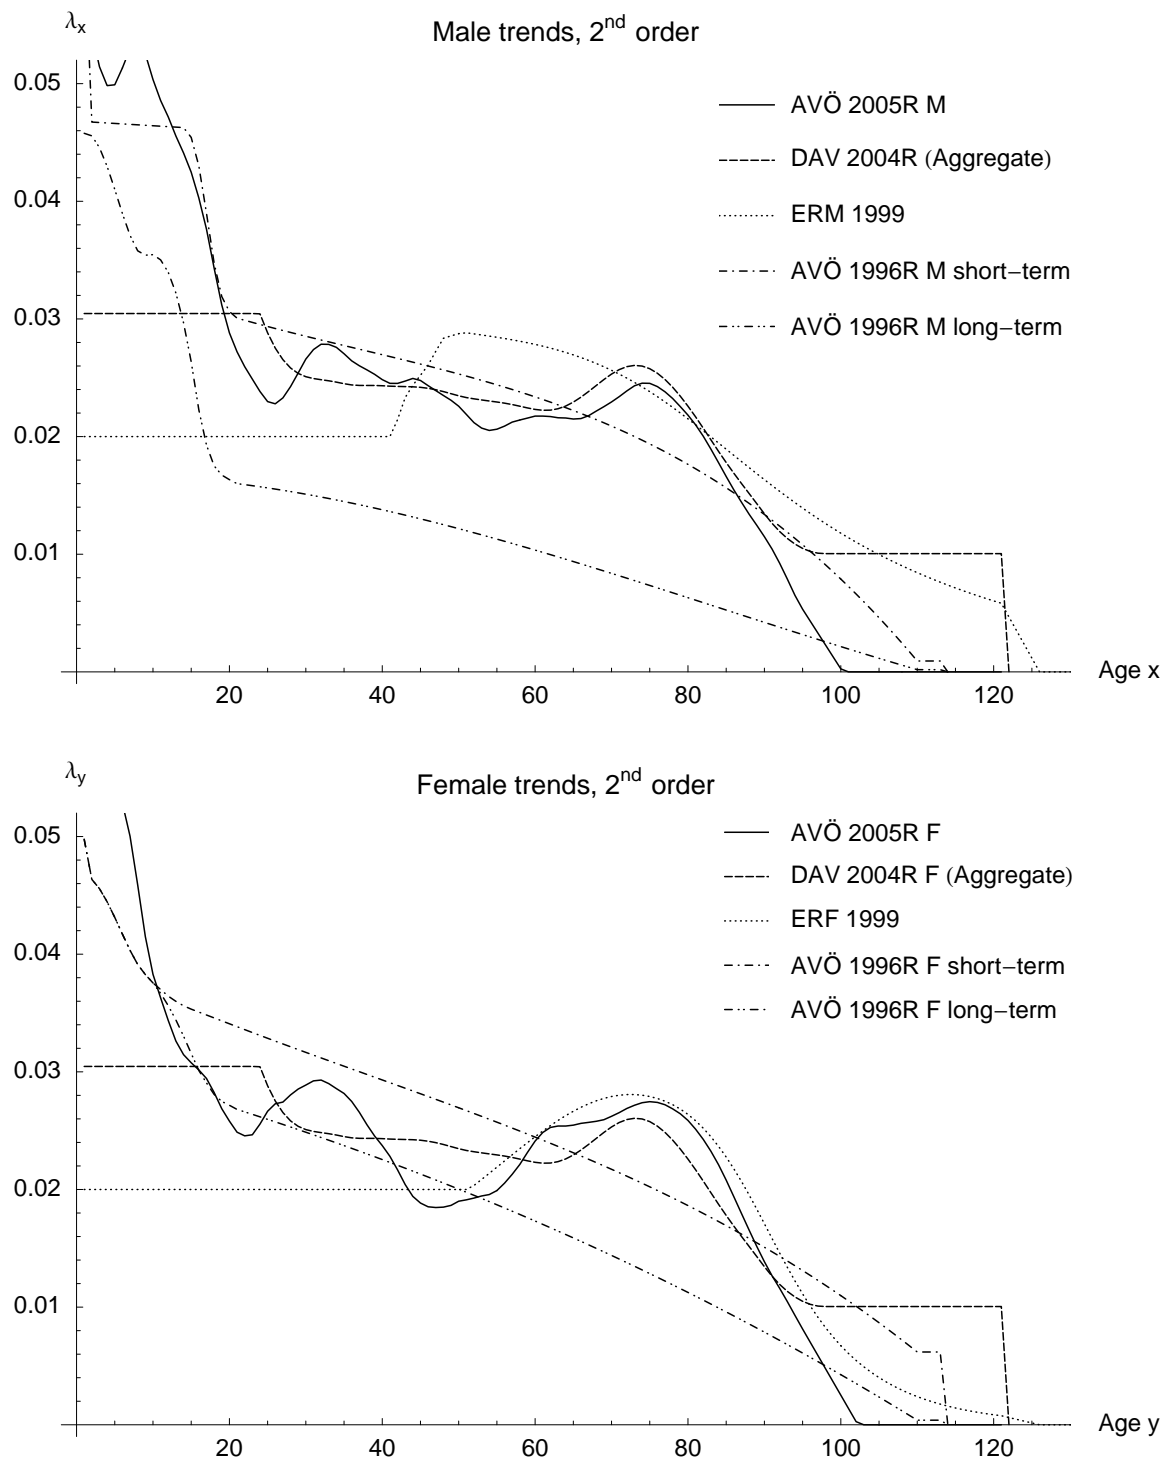 λx
Male trends, 2nd order
0.05
0.04
0.03
0.02
0.01
AVÖ 2005R M
DAV 2004R (Aggregate)
ERM 1999
AVÖ 1996R M short−term
AVÖ 1996R M long−term
20 40 60 80 100 120
Age x
λy
Female trends, 2nd order
0.05
0.04
0.03
0.02
0.01
AVÖ 2005R F
DAV 2004R F (Aggregate)
ERF 1999
AVÖ 1996R F short−term
AVÖ 1996R F long−term
20 40 60 80 100 120
Age y